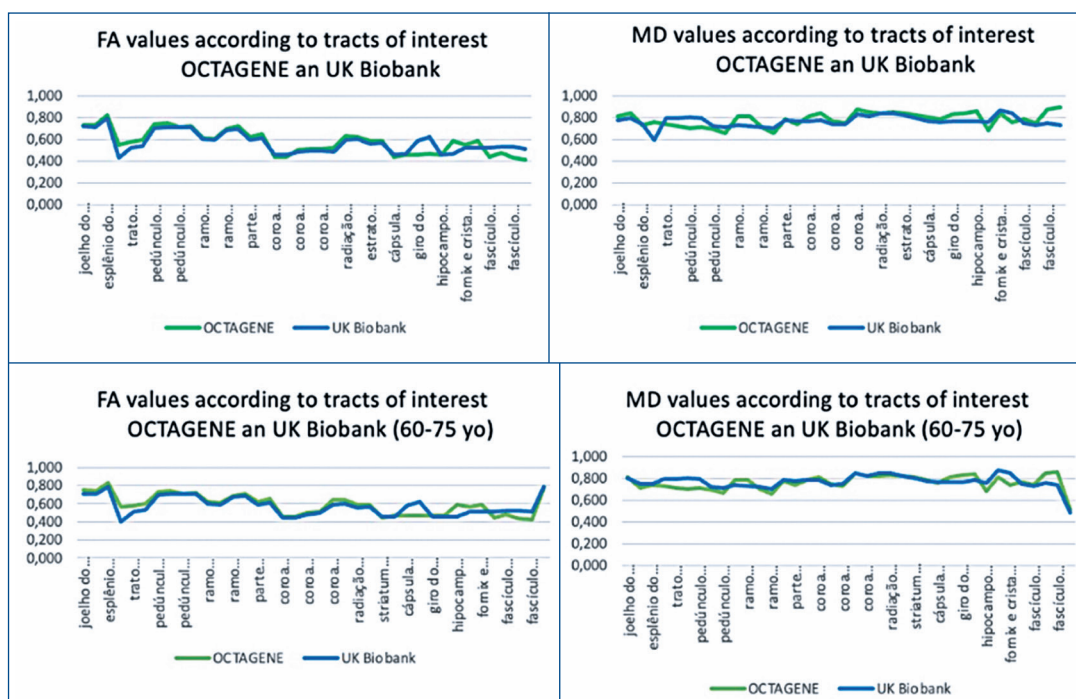 FA values according to tracts of interest
OCTAGENE an UK Biobank
1,000
0,800
0,600
0,400
0,200
0,000
joelho do...
esplênio do...
trato...
pedúnculo...
pedúnculo...
ramo...
ramo...
parte...
coroa...
coroa...
coroa...
radiação...
estrato...
cápsula...
giro do...
hipocampo...
fornix e crista...
fascículo...
fascículo...
OCTAGENE
UK Biobank
MD values according to tracts of interest
OCTAGENE an UK Biobank
1,000
0,800
0,600
0,400
0,200
0,000
joelho do...
esplênio do...
trato...
pedúnculo...
pedúnculo...
ramo...
ramo...
parte...
coroa...
coroa...
coroa...
radiação...
estrato...
cápsula...
giro do...
hipocampo...
fornix e crista...
fascículo...
fascículo...
OCTAGENE
UK Biobank
FA values according to tracts of interest
OCTAGENE an UK Biobank (60-75 yo)
1,000
0,800
0,600
0,400
0,200
0,000
joelho do...
esplênio...
trato...
pedúncul...
pedúncul...
ramo...
ramo...
parte...
coroa...
coroa...
coroa...
radiação...
striatum...
cápsula...
giro do...
hipocamp...
fornix e...
fascículo...
fascículo...
OCTAGENE
UK Biobank
MD values according to tracts of interest
OCTAGENE an UK Biobank (60-75 yo)
1,000
0,800
0,600
0,400
0,200
0,000
joelho do...
esplênio do...
trato...
pedúnculo...
pedúnculo...
ramo...
ramo...
parte...
coroa...
coroa...
coroa...
radiação...
striatum...
cápsula...
giro do...
hipocampo...
fornix e crista...
fascículo...
fascículo...
OCTAGENE
UK Biobank